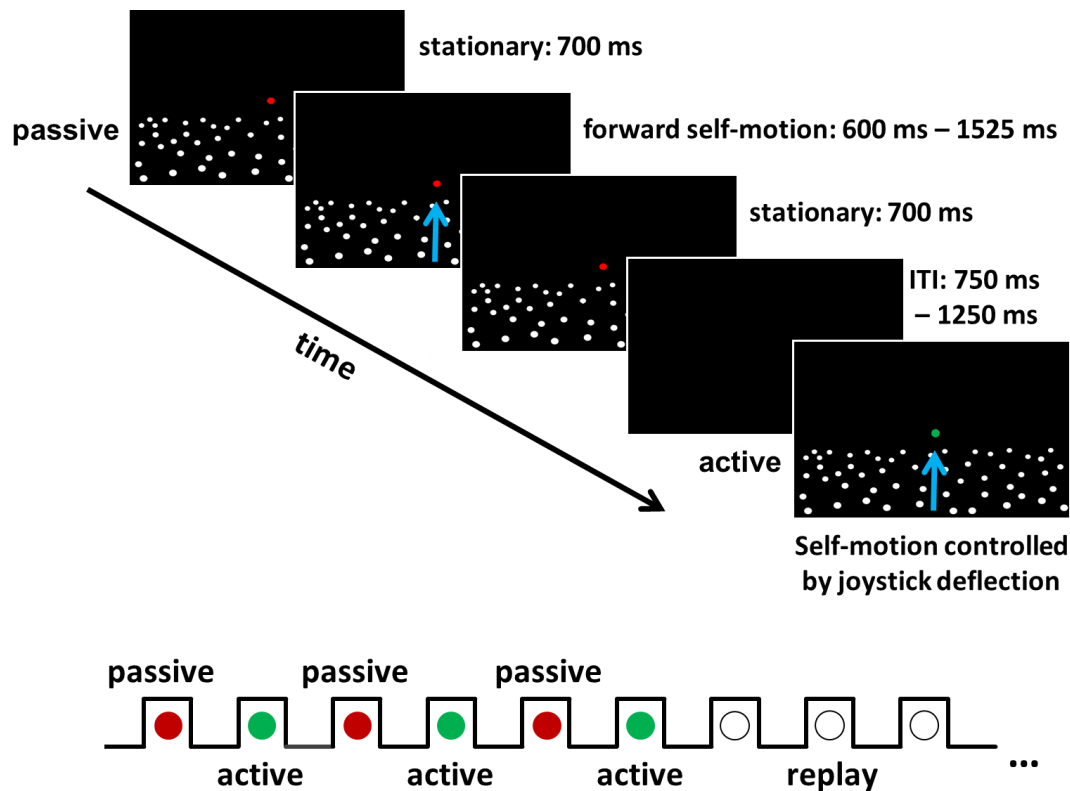 stationary: 700 ms
passive
forward self-motion: 600 ms – 1525 ms
stationary: 700 ms
ITI: 750 ms
– 1250 ms
time
active
Self-motion controlled
by joystick deflection
passive passive passive
active active active replay
...